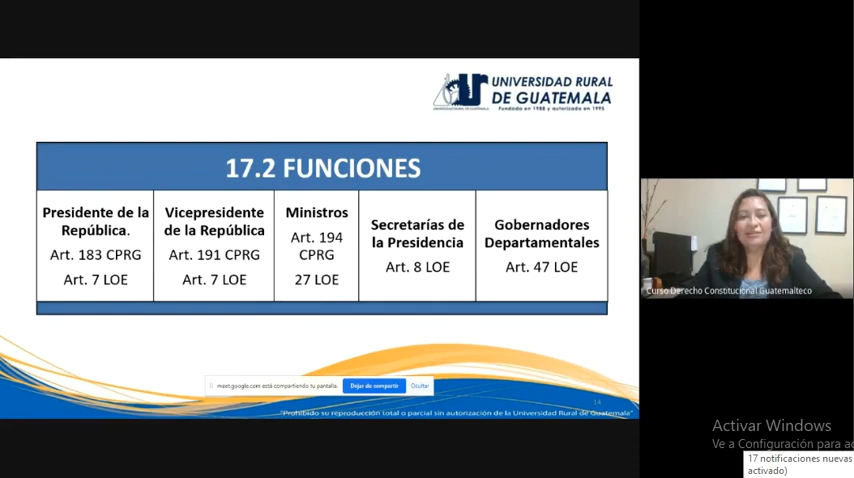 UNIVERSIDAD RURAL
DE GUATEMALA
Fundada en 1988 y autorizada en 1995
17.2 FUNCIONES
Presidente de la
República.
Art. 183 CPRG
Art. 7 LOE
Vicepresidente
de la República
Art. 191 CPRG
Art. 7 LOE
Ministros
Art. 194
CPRG
27 LOE
Secretarías de
la Presidencia
Art. 8 LOE
Gobernadores
Departamentales
Art. 47 LOE
Curso Derecho Constitucional Guatemalteco
meet.google.com está compartiendo tu pantalla.
Dejar de compartir
Ocultar
14
"Prohibido su reproducción total o parcial sin autorización de la Universidad Rural de Guatemala"
Activar Windows
Ve a Configuración para ac
17 notificaciones nuevas
activado)